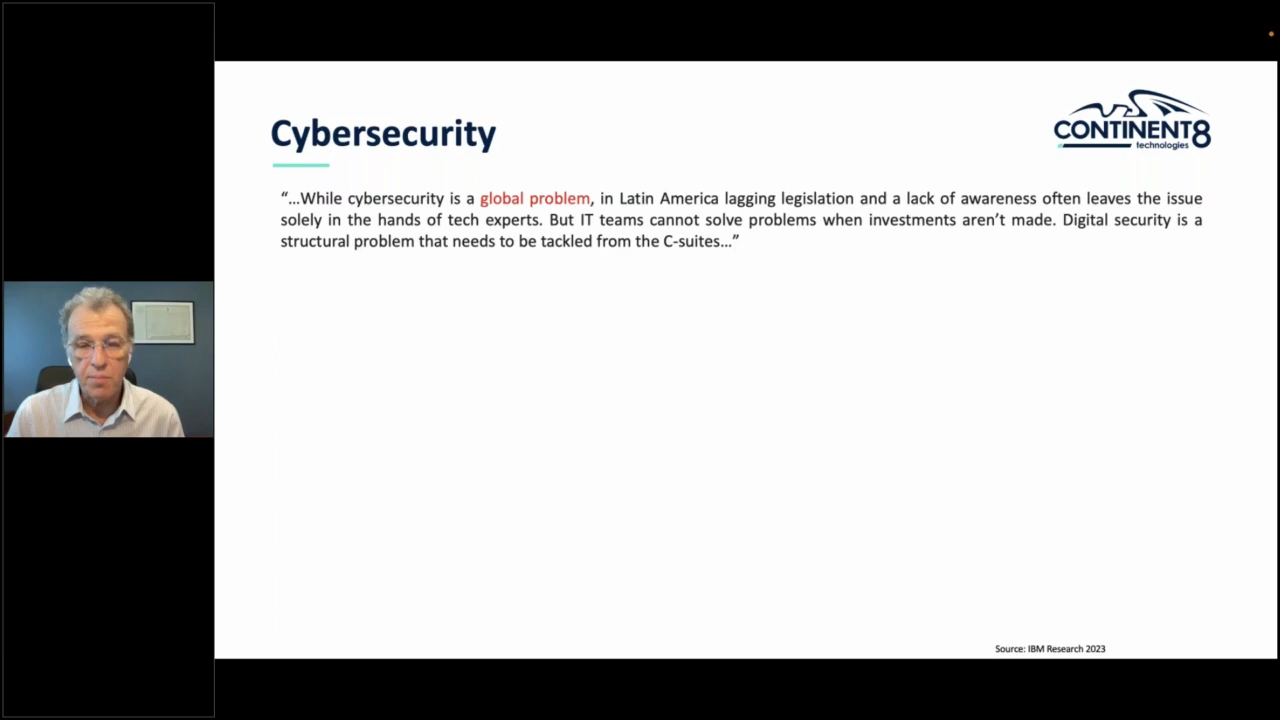 Cybersecurity
CONTINENT8
technologies
“…While cybersecurity is a global problem, in Latin America lagging legislation and a lack of awareness often leaves the issue
solely in the hands of tech experts. But IT teams cannot solve problems when investments aren’t made. Digital security is a
structural problem that needs to be tackled from the C-suites…”
Source: IBM Research 2023